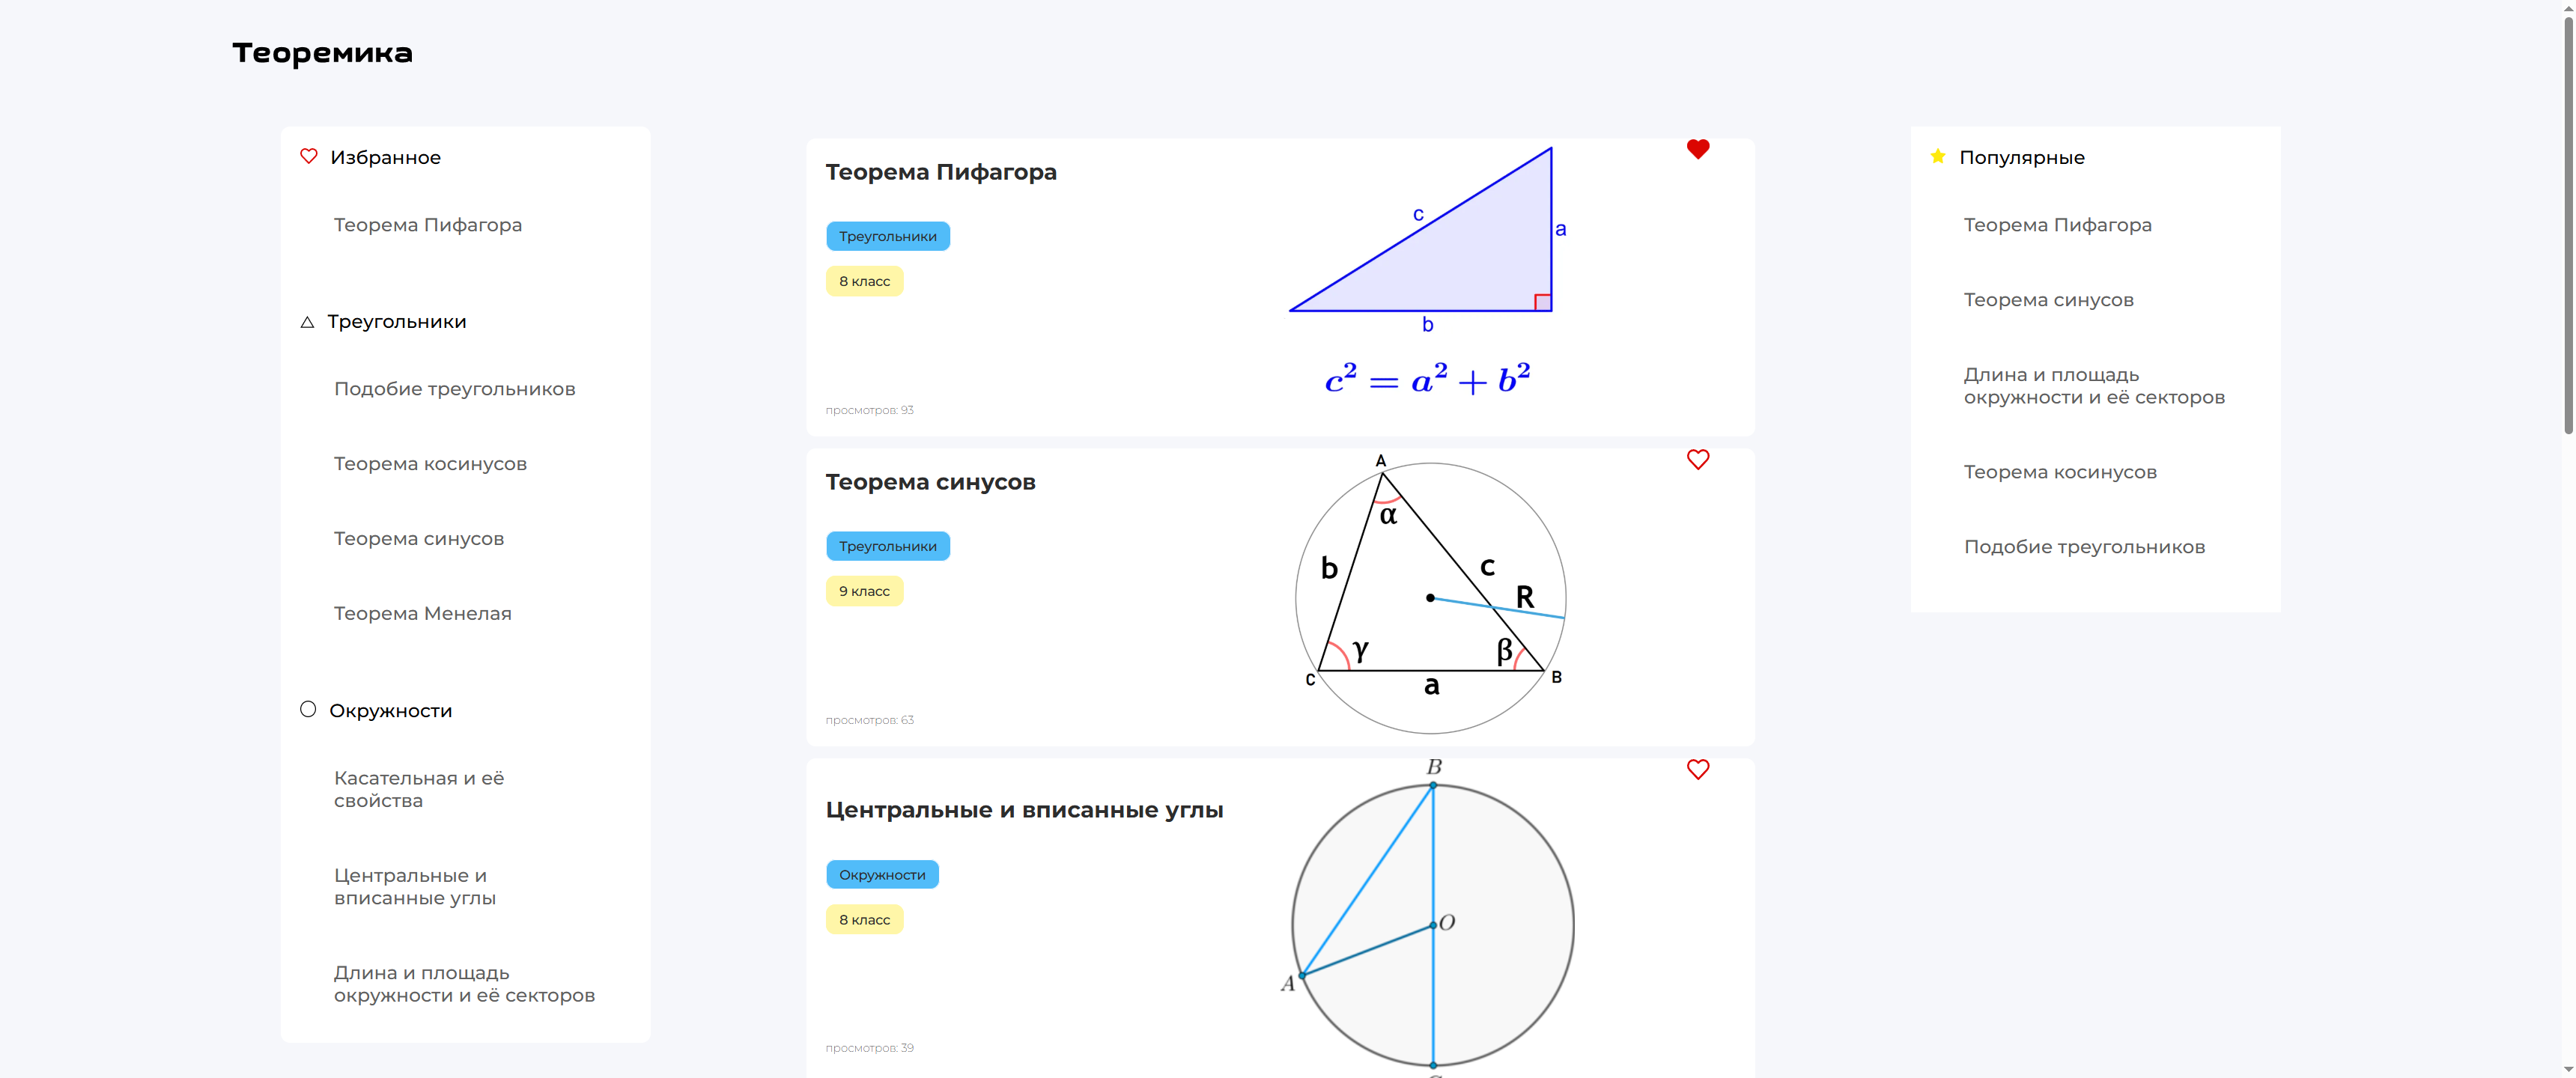 Теоремика
Избранное
Теорема Пифагора
Треугольники
Подобие треугольников
Теорема косинусов
Теорема синусов
Теорема Менелая
Окружности
Касательная и её
свойства
Центральные и
вписанные углы
Длина и площадь
окружности и её секторов
Теорема Пифагора
Треугольники
8 класс
просмотров: 93
c
a
b
c² = a² + b²
Теорема синусов
Треугольники
9 класс
просмотров: 63
A
α
b
c
R
γ
β
C
a
B
Центральные и вписанные углы
Окружности
8 класс
просмотров: 39
B
O
A
Популярные
Теорема Пифагора
Теорема синусов
Длина и площадь
окружности и её секторов
Теорема косинусов
Подобие треугольников